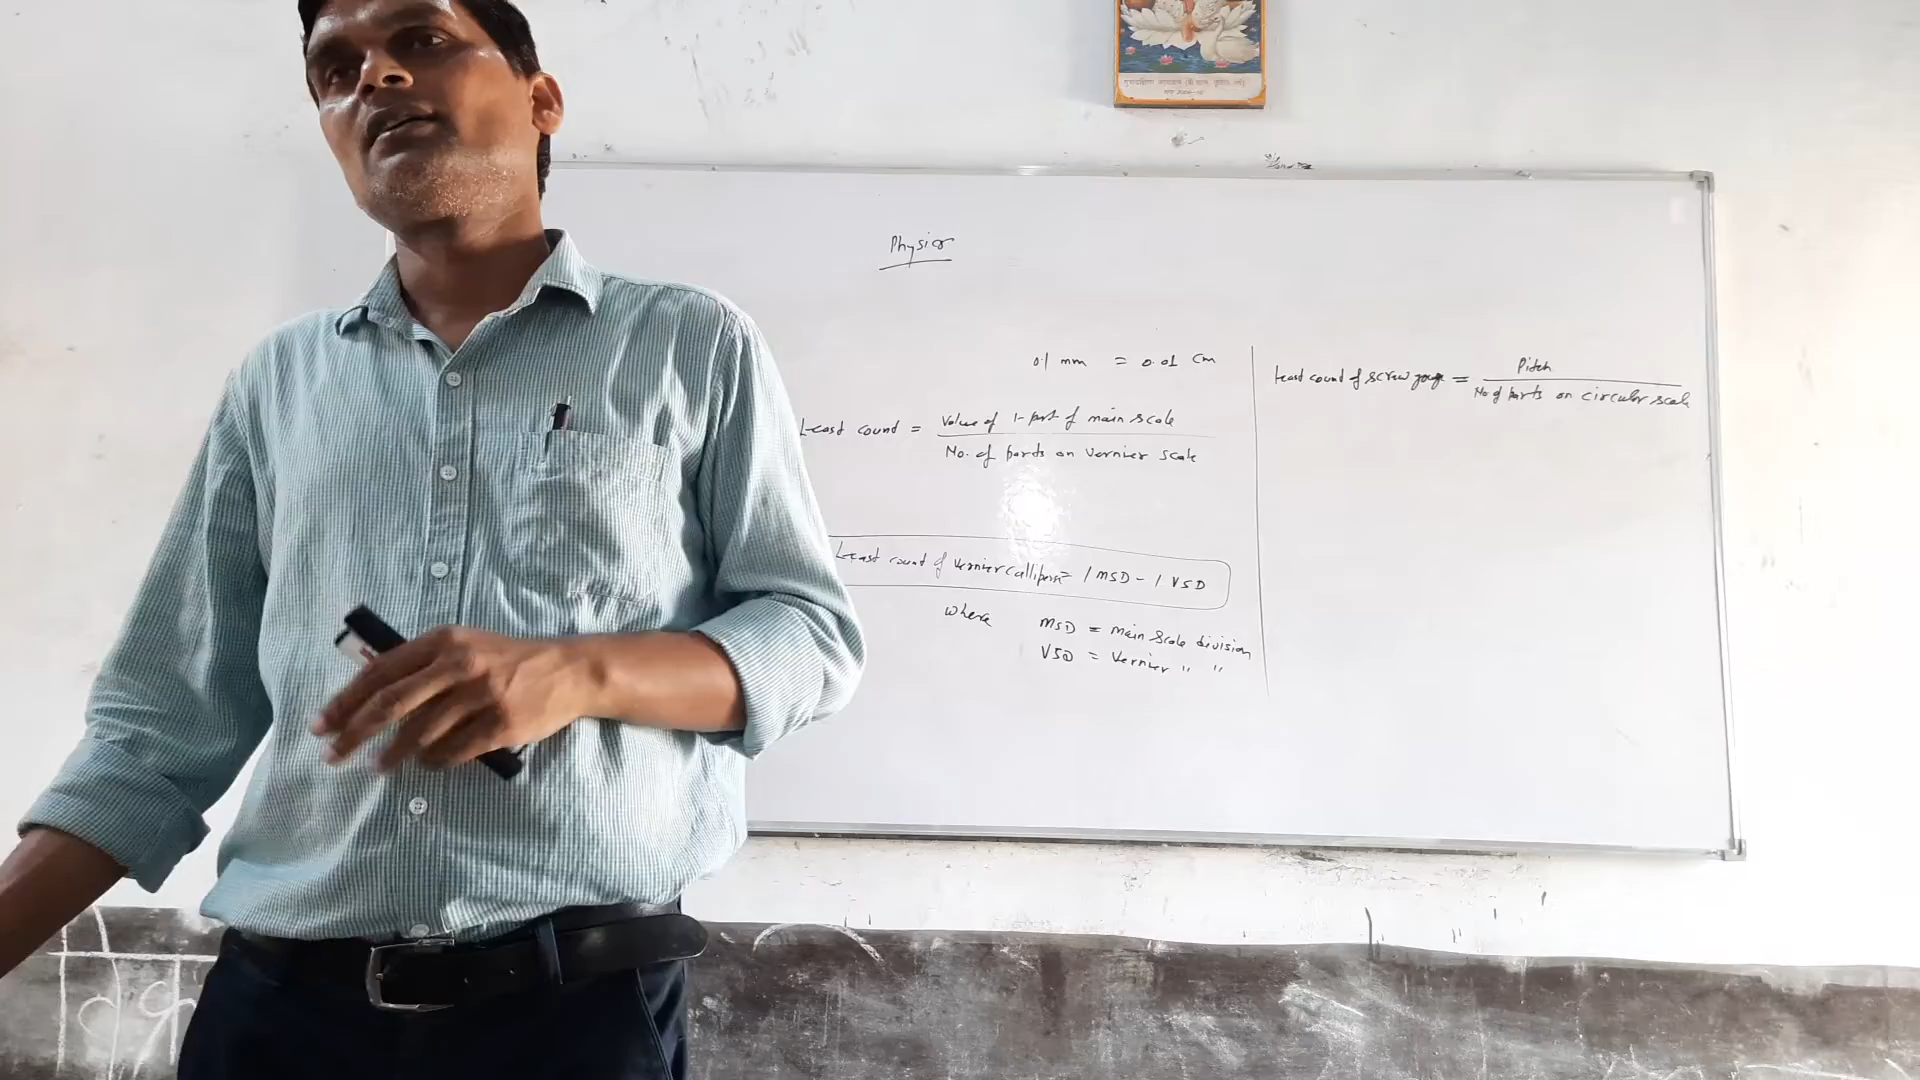 Physics
0.1 mm = 0.01 cm
Least count = Value of 1-part of main scale
No. of parts on Vernier scale
Least count of Vernier Callipers = 1 MSD - 1 VSD
where MSD = main scale division
VSD = Vernier " "
Least count of screw gauge = Pitch
No of parts on circular scale